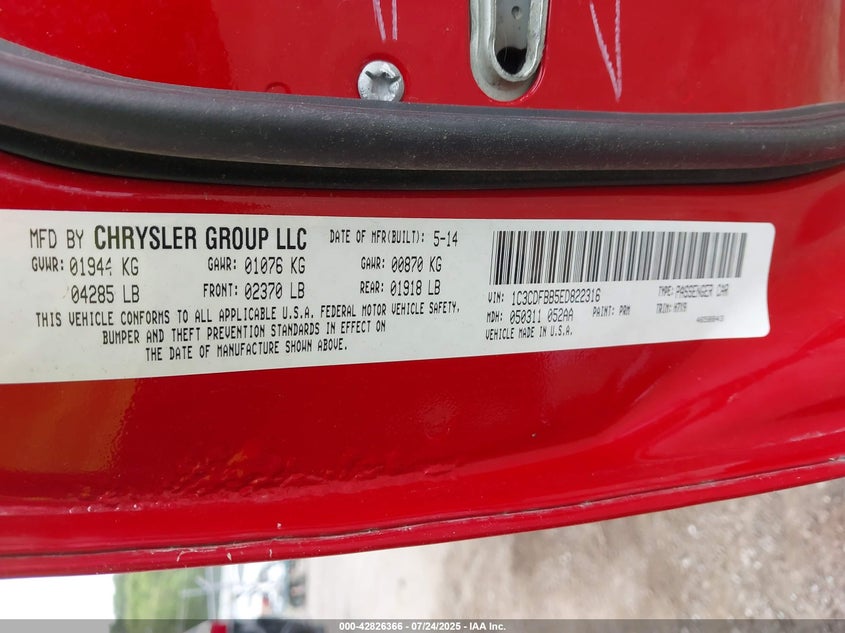 MFD BY CHRYSLER GROUP LLC DATE OF MFR(BUILT): 5-14
GVWR: 01944 KG GAWR: 01076 KG GAWR: 00870 KG
04285 LB FRONT: 02370 LB REAR: 01918 LB
THIS VEHICLE CONFORMS TO ALL APPLICABLE U.S.A. FEDERAL MOTOR VEHICLE SAFETY,
BUMPER AND THEFT PREVENTION STANDARDS IN EFFECT ON
THE DATE OF MANUFACTURE SHOWN ABOVE.
VIN: 1C3CDFBB5ED822316 TYPE: PASSENGER CAR
MDH: 050311 052AA PAINT: PRM TRIM:
VEHICLE MADE IN U.S.A.
000-42826366 - 07/24/2025 - IAA Inc.